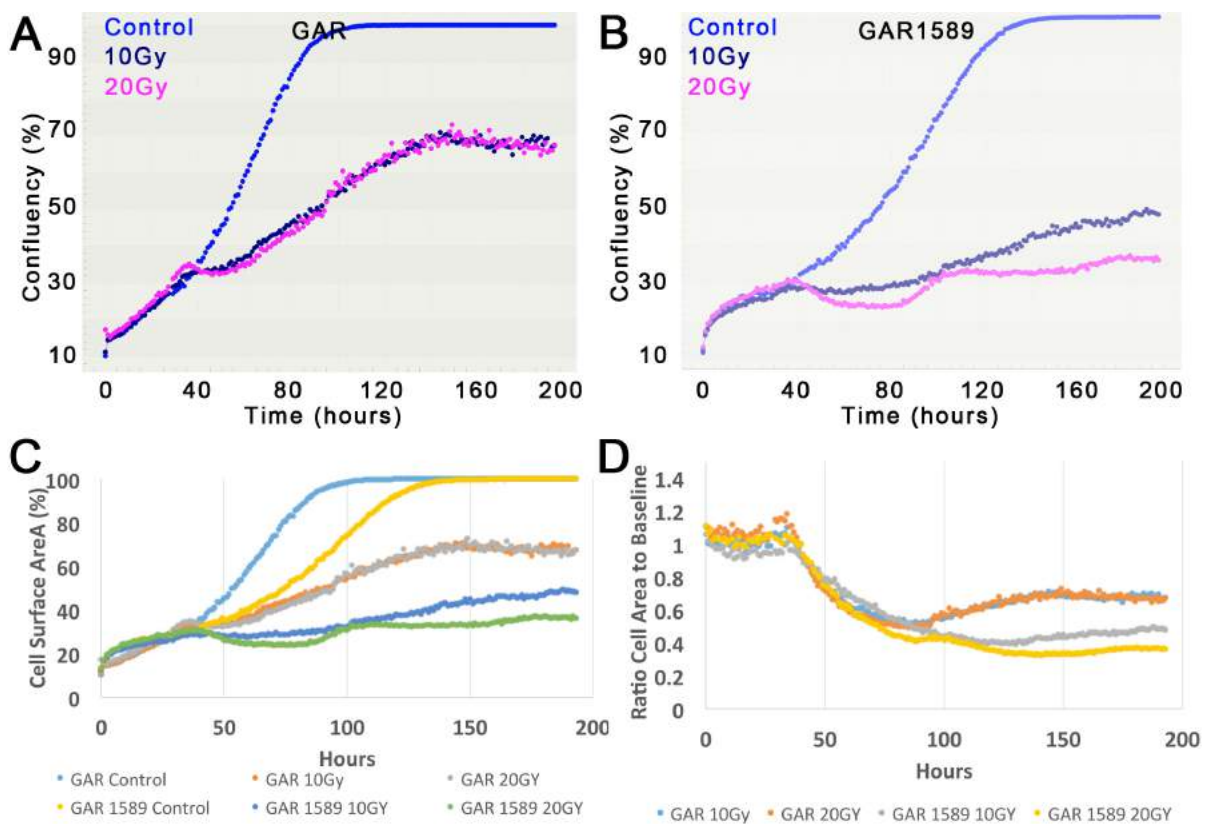 A
Control
GAR
10Gy
20Gy
Confluency (%)
90
70
50
30
10
0 40 80 120 160 200
Time (hours)
B
Control
GAR1589
10Gy
20Gy
Confluency (%)
90
70
50
30
10
0 40 80 120 160 200
Time (hours)
C
Cell Surface AreA (%)
100
80
60
40
20
0
0 50 100 150 200
Hours
GAR Control GAR 10Gy GAR 20GY
GAR 1589 Control GAR 1589 10GY GAR 1589 20GY
D
Ratio Cell Area to Baseline
1.4
1.2
1
0.8
0.6
0.4
0.2
0
0 50 100 150 200
Hours
GAR 10Gy GAR 20GY GAR 1589 10GY GAR 1589 20GY